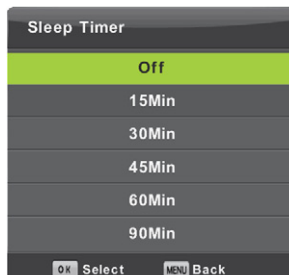 Sleep Timer
Off
15Min
30Min
45Min
60Min
90Min
OK Select MENU Back